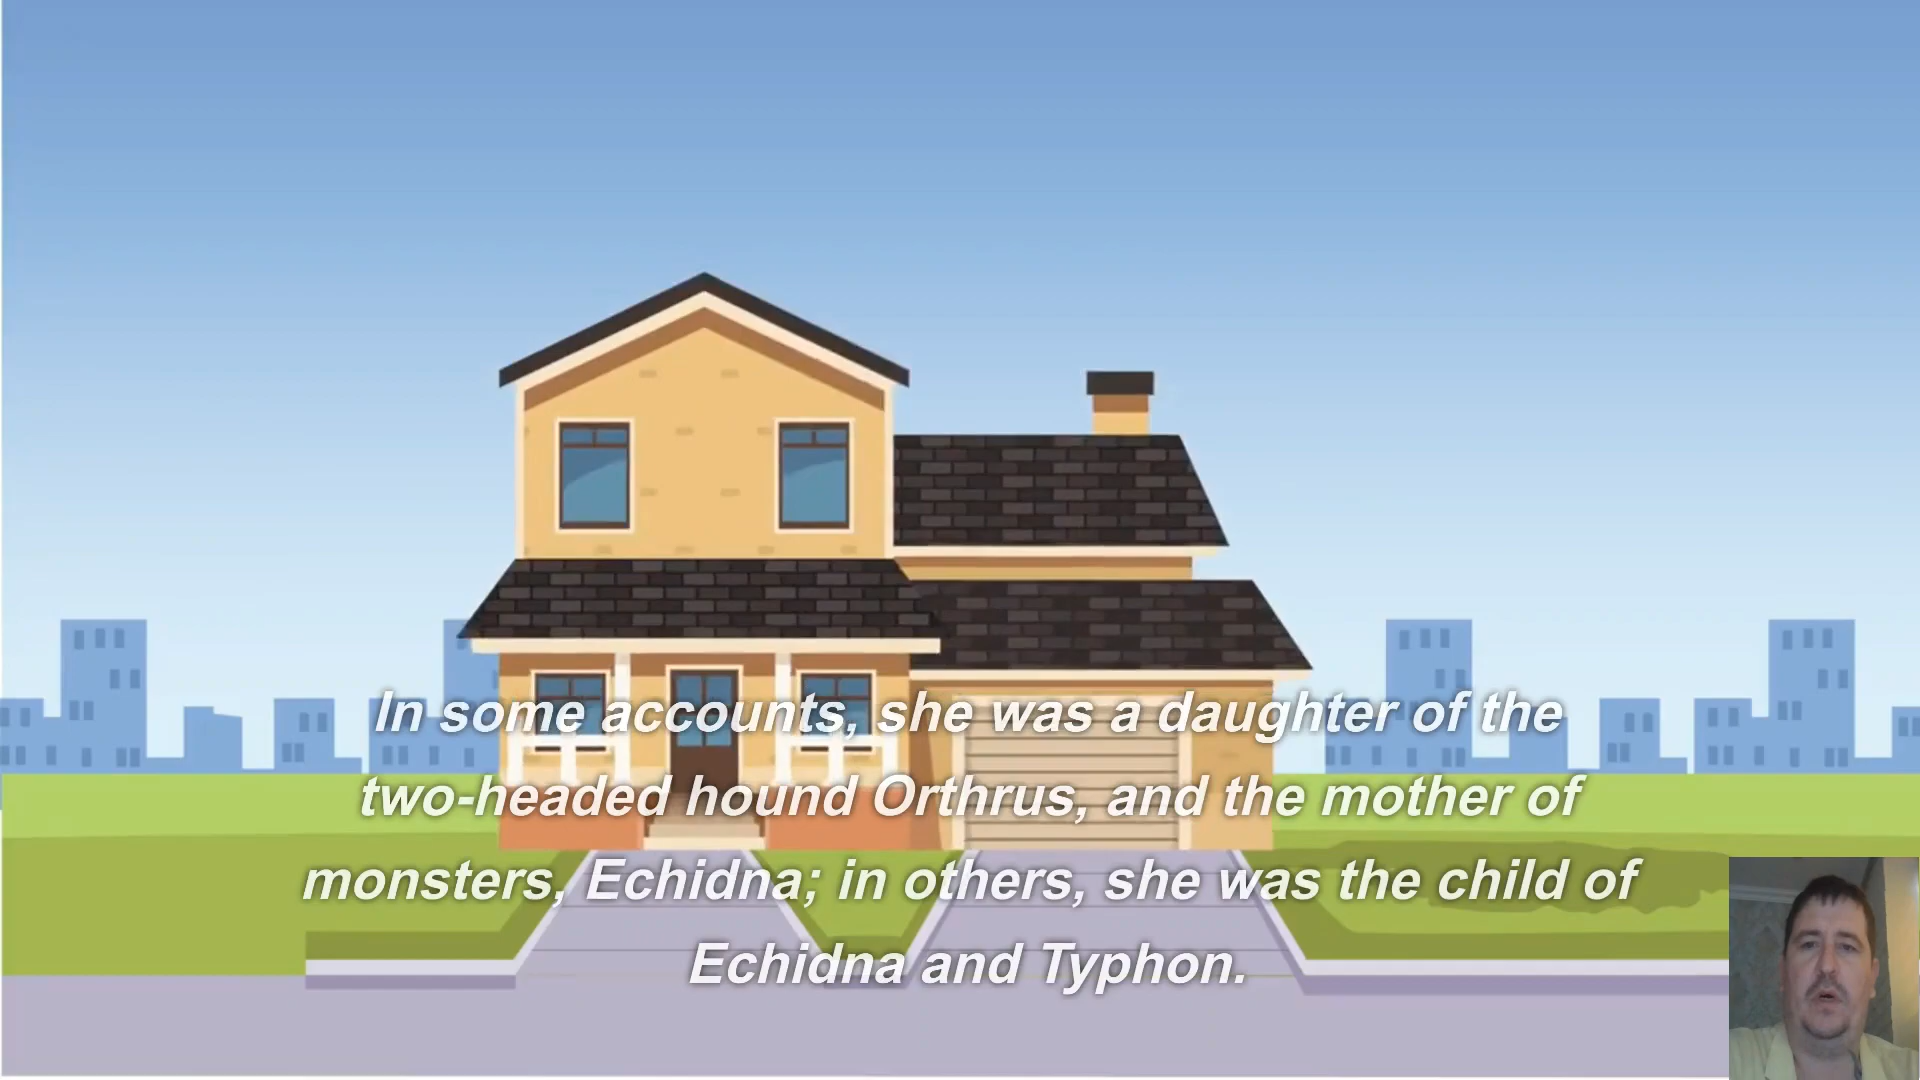 In some accounts, she was a daughter of the
two-headed hound Orthrus, and the mother of
monsters, Echidna; in others, she was the child of
Echidna and Typhon.